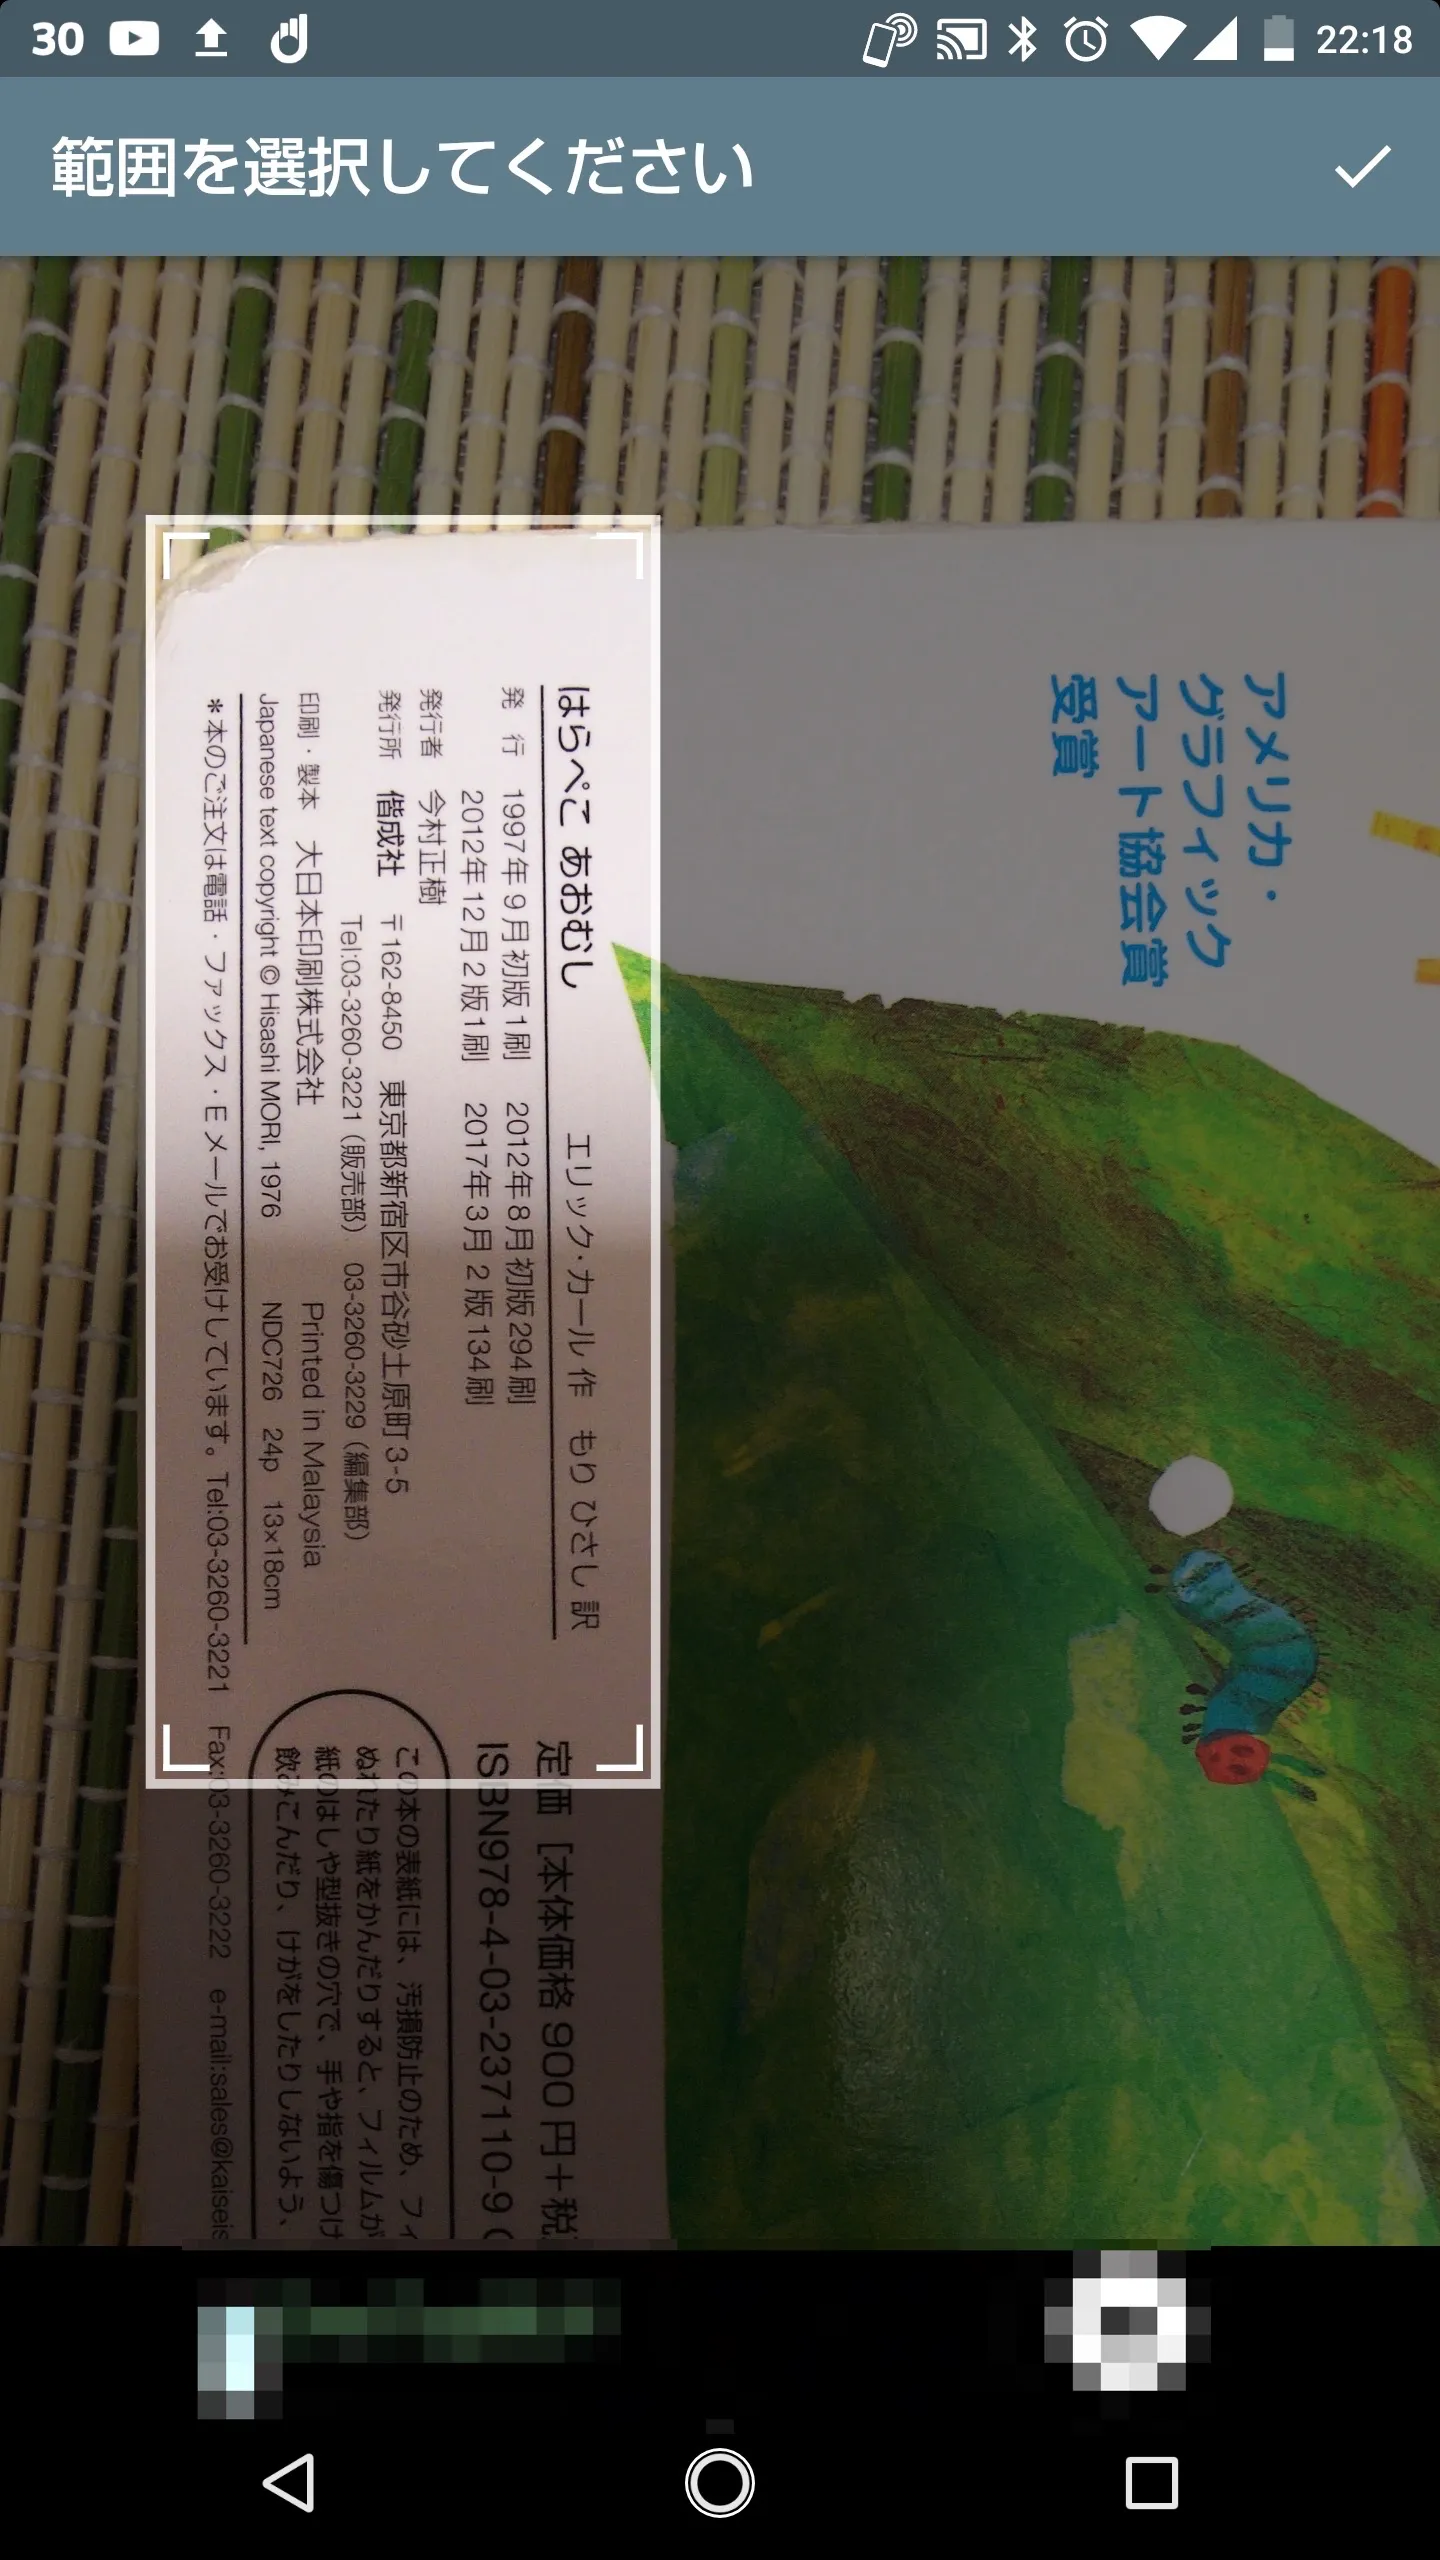 30
22:18
範囲を選択してください
アメリカ・
グラフィック
アート協会賞
受賞
はらぺこ あおむし エリック・カール 作 もり ひさし 訳
発 行 1997年9月初版1刷 2012年8月初版294刷
2012年12月2版1刷 2017年3月2版134刷
発行者 今村正樹
発行所 偕成社 〒162-8450 東京都新宿区市谷砂土原町3-5
Tel:03-3260-3221（販売部） 03-3260-3229（編集部）
印刷・製本 大日本印刷株式会社 Printed in Malaysia
Japanese text copyright © Hisashi MORI, 1976 NDC726 24p 13×18cm
＊本のご注文は電話・ファックス・Eメールでお受けしています。Tel:03-3260-3221 Fax:03-3260-3222 e-mail:sales@kaiseis
定価［本体価格900円＋税
ISBN978-4-03-237110-9 (
この本の表紙には、汚損防止のため、フィ
ぬれたり紙をかんだりすると、フィルムが
紙のはしや型抜きの穴で、手や指を傷つけ
飲みこんだり、けがをしたりしないよう、